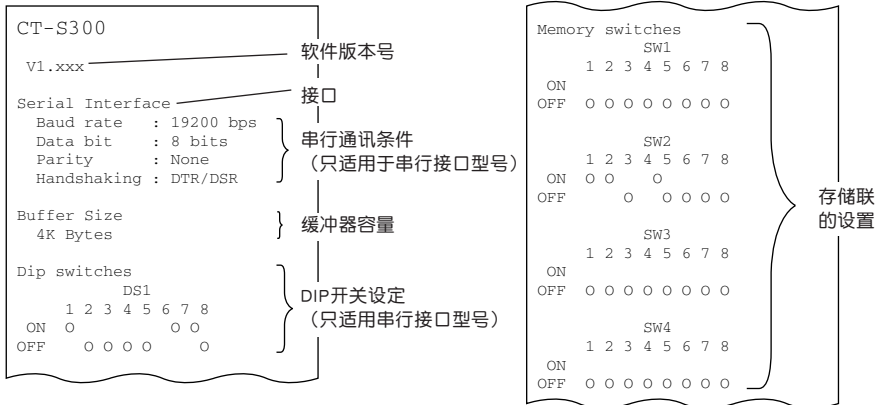 CT-S300
V1.xxx
软件版本号
Serial Interface
接口
Baud rate : 19200 bps
Data bit : 8 bits
Parity : None
Handshaking : DTR/DSR
串行通讯条件
（只适用于串行接口型号）
Buffer Size
4K Bytes
缓冲器容量
Dip switches
DS1
1 2 3 4 5 6 7 8
ON O         O O
OFF   O O O O     O
DIP开关设定
（只适用串行接口型号）
Memory switches
SW1
1 2 3 4 5 6 7 8
ON
OFF O O O O O O O O
SW2
1 2 3 4 5 6 7 8
ON O O   O
OFF     O   O O O O
SW3
1 2 3 4 5 6 7 8
ON
OFF O O O O O O O O
SW4
1 2 3 4 5 6 7 8
ON
OFF O O O O O O O O
存储联
的设置